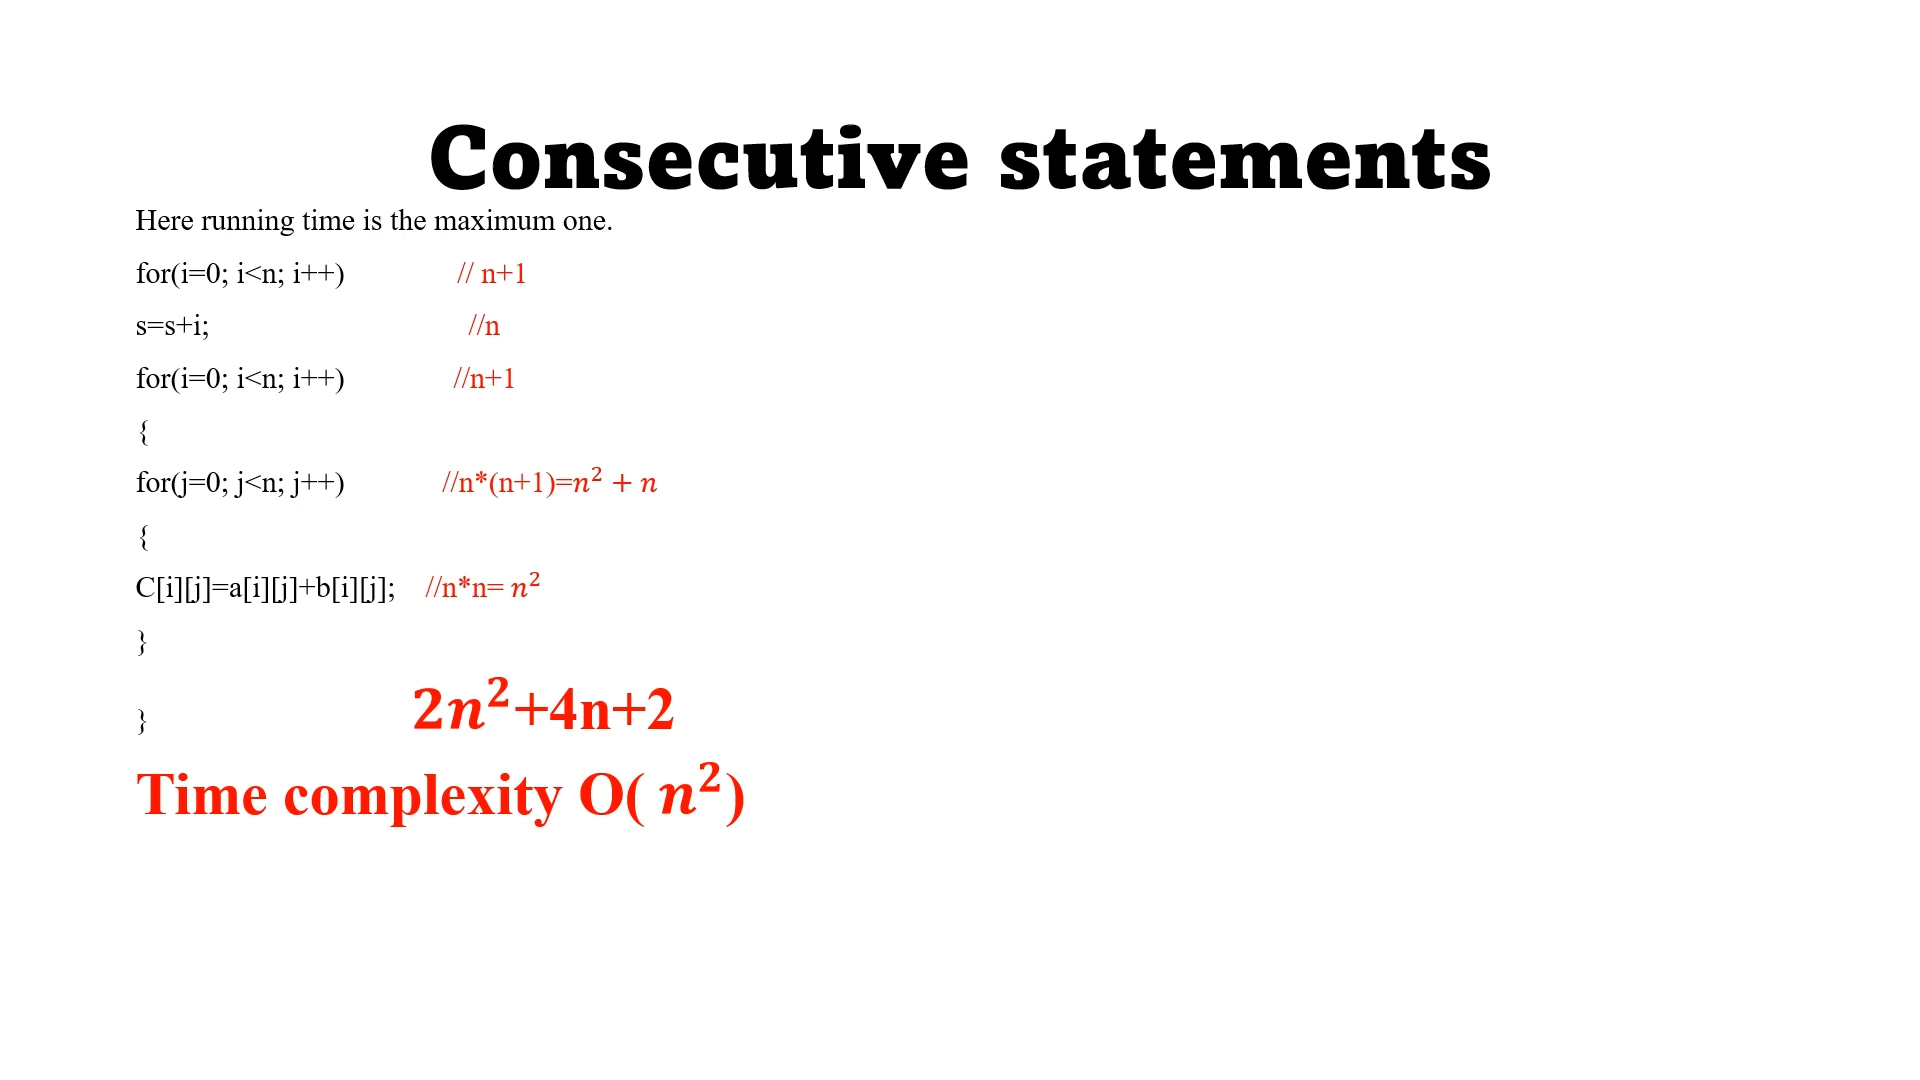 Consecutive statements
Here running time is the maximum one.
for(i=0; i<n; i++) // n+1
s=s+i; //n
for(i=0; i<n; i++) //n+1
{
for(j=0; j<n; j++) //n*(n+1)=n² + n
{
C[i][j]=a[i][j]+b[i][j]; //n*n= n²
}
} 2n²+4n+2
Time complexity O( n²)